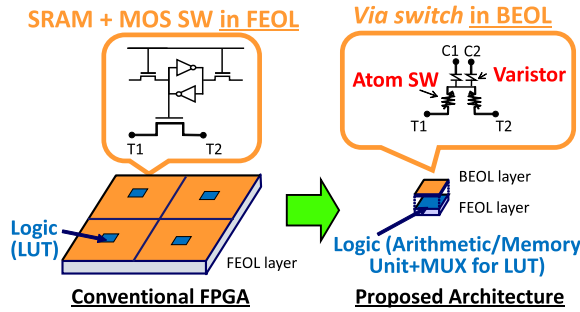 SRAM + MOS SW in FEOL
Via switch in BEOL
T1
T2
C1 C2
Atom SW
Varistor
T1
T2
Logic
(LUT)
FEOL layer
BEOL layer
FEOL layer
Logic (Arithmetic/Memory
Unit+MUX for LUT)
Conventional FPGA
Proposed Architecture